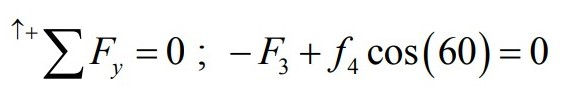 ↑+ ∑ F_y = 0 ; −F_3 + f_4 cos(60) = 0